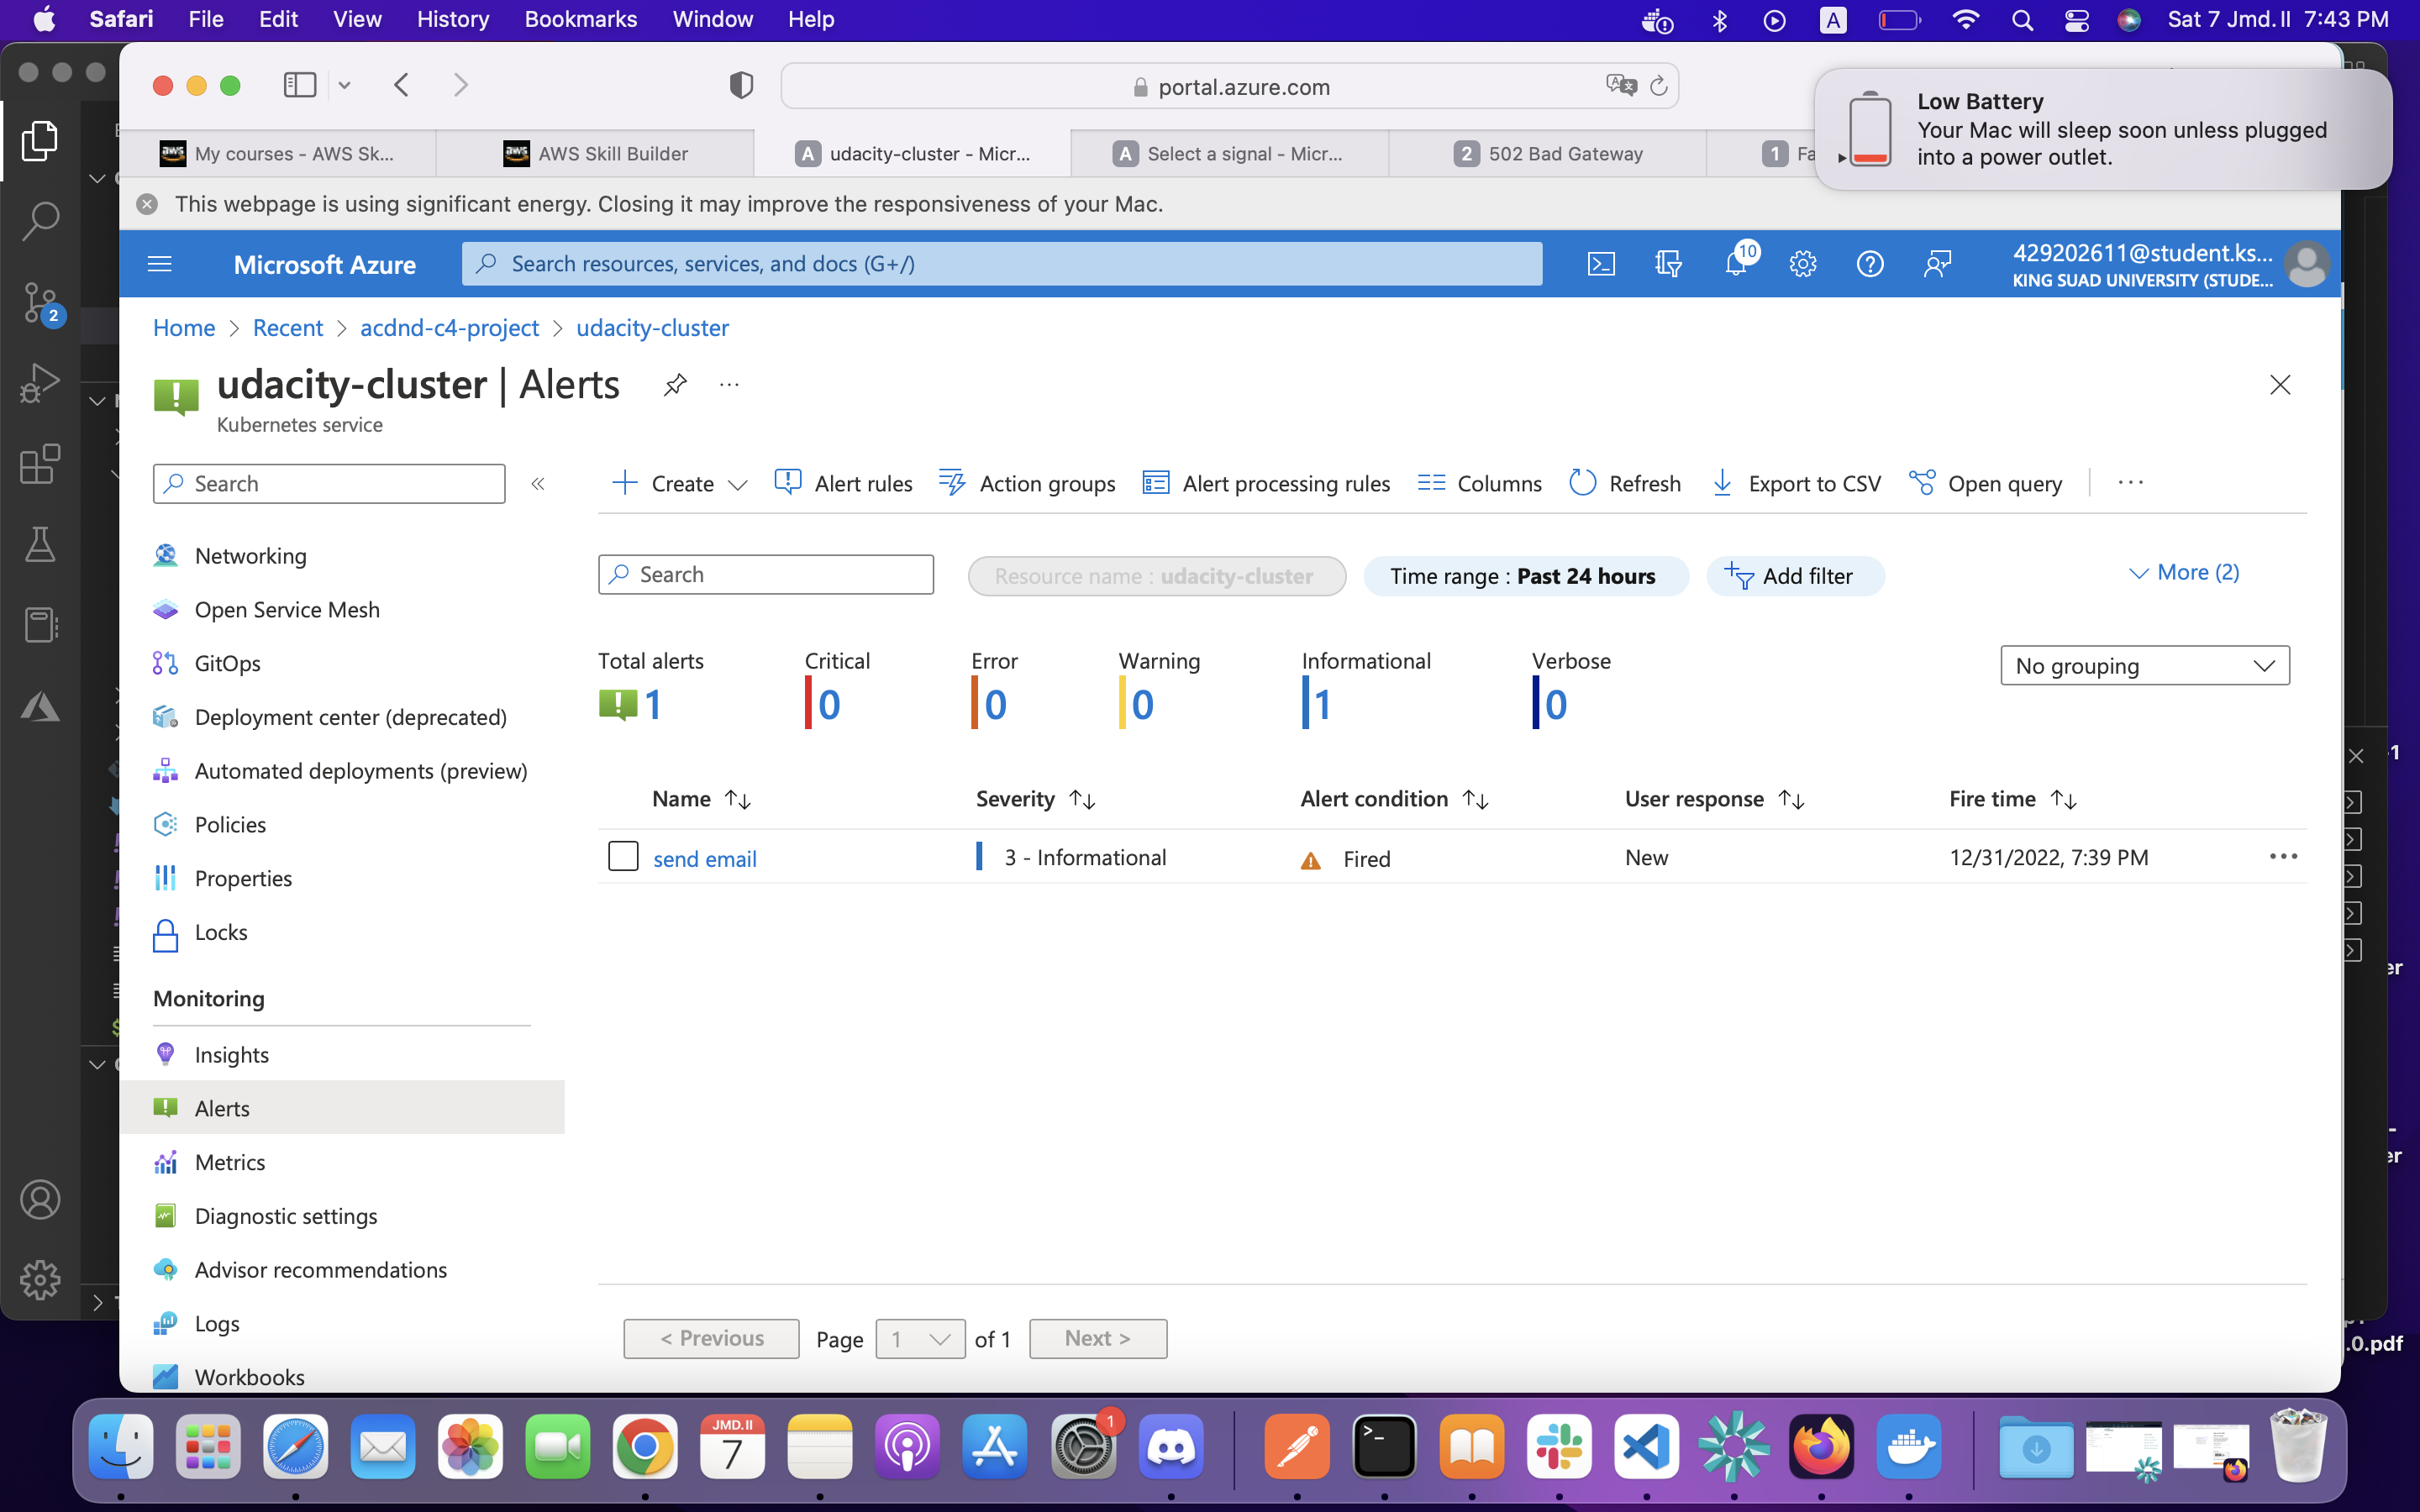 Safari File Edit View History Bookmarks Window Help A Sat 7 Jmd.II 7:43 PM
portal.azure.com
Low Battery
Your Mac will sleep soon unless plugged
into a power outlet.
aws My courses - AWS Sk... aws AWS Skill Builder A udacity-cluster - Micr... A Select a signal - Micr... 2 502 Bad Gateway 1 Fa
This webpage is using significant energy. Closing it may improve the responsiveness of your Mac.
Microsoft Azure Search resources, services, and docs (G+/) 10 429202611@student.ks...
KING SUAD UNIVERSITY (STUDE...
2
Home > Recent > acdnd-c4-project > udacity-cluster
udacity-cluster | Alerts ...
Kubernetes service
Search « Create Alert rules Action groups Alert processing rules Columns Refresh Export to CSV Open query ...
Networking
Open Service Mesh
GitOps
Deployment center (deprecated)
Automated deployments (preview)
Policies
Properties
Locks
Monitoring
Insights
Alerts
Metrics
Diagnostic settings
Advisor recommendations
Logs
Workbooks
Search Resource name : udacity-cluster Time range : Past 24 hours Add filter More (2)
Total alerts Critical Error Warning Informational Verbose
1 0 0 0 1 0
No grouping
Name Severity Alert condition User response Fire time
send email 3 - Informational Fired New 12/31/2022, 7:39 PM ...
< Previous Page 1 of 1 Next >
-1
er
er
.0.pdf
JMD.II
7
1